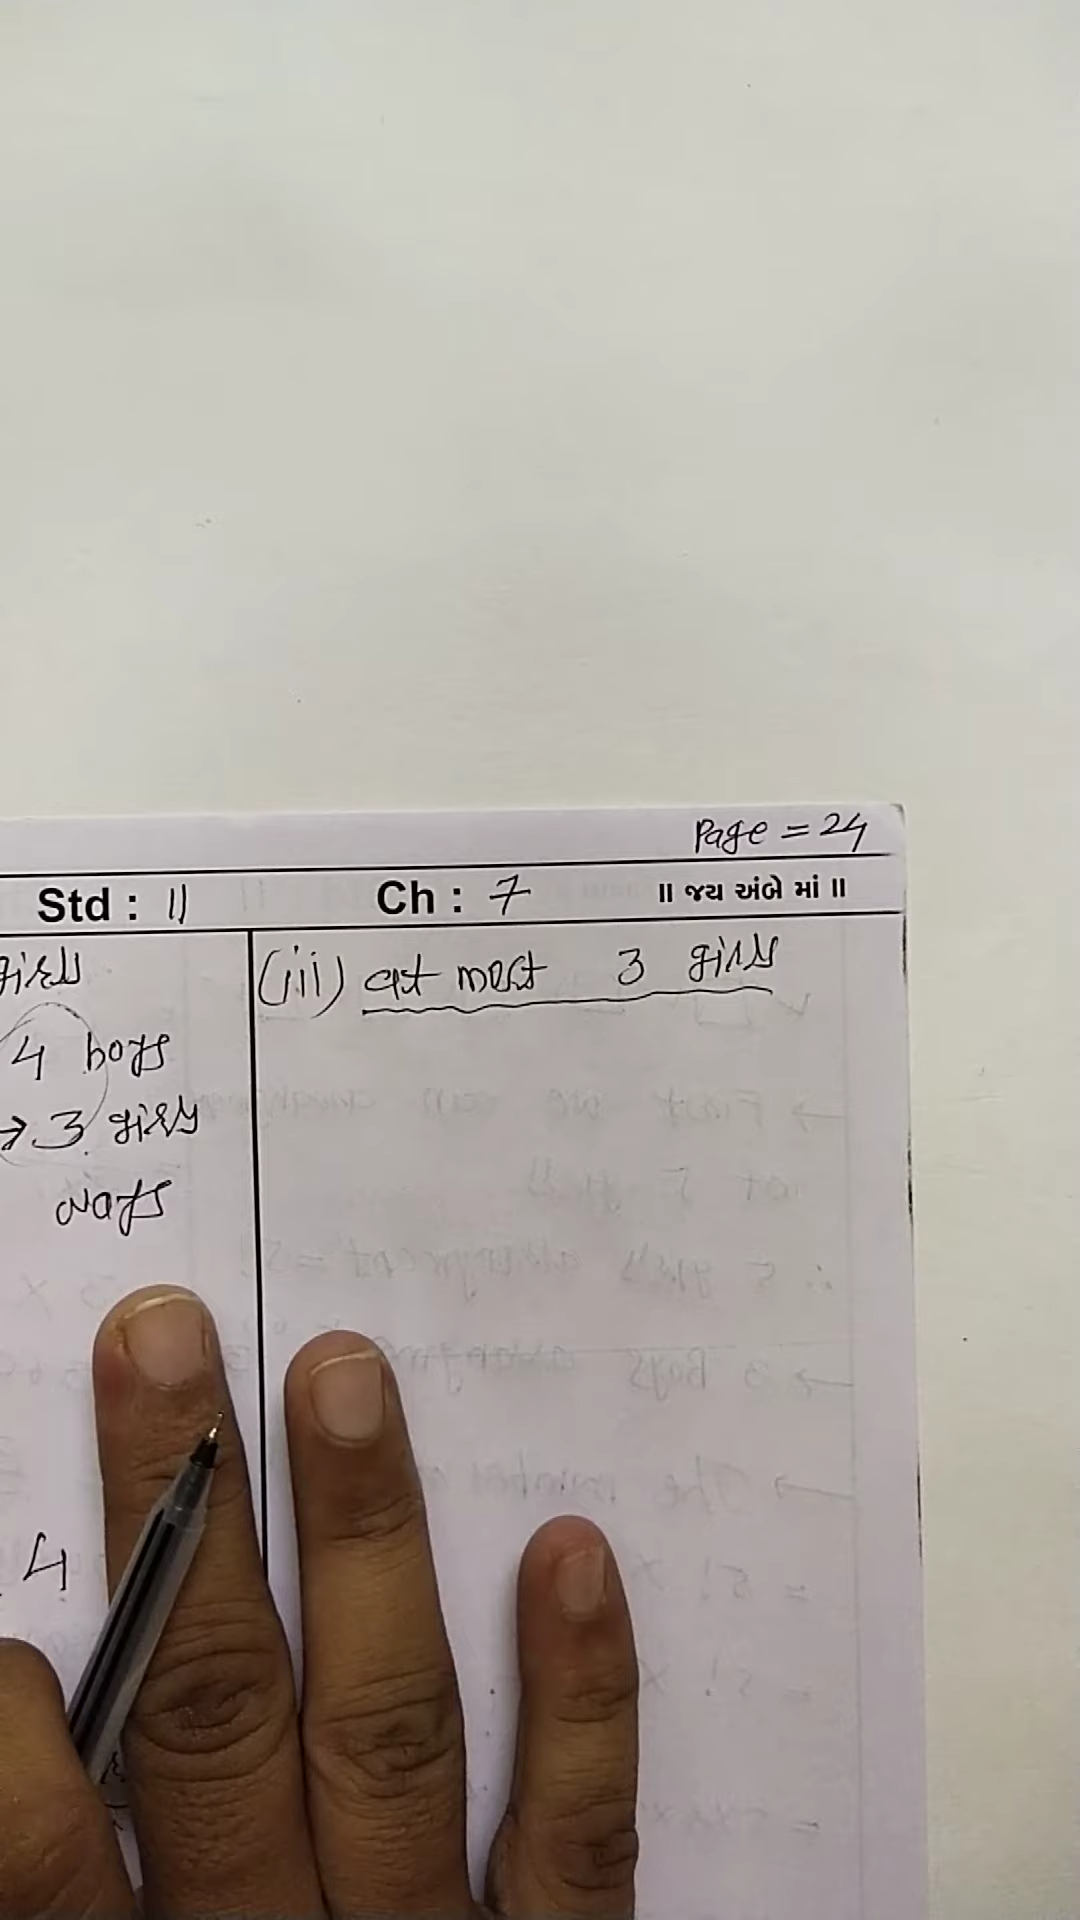 Page = 24
Std : 11 Ch : 7 ॥ જય અંબે માં ॥
girls
4 boys
→ 3 girls
ways
4
(iii) at most 3 girls